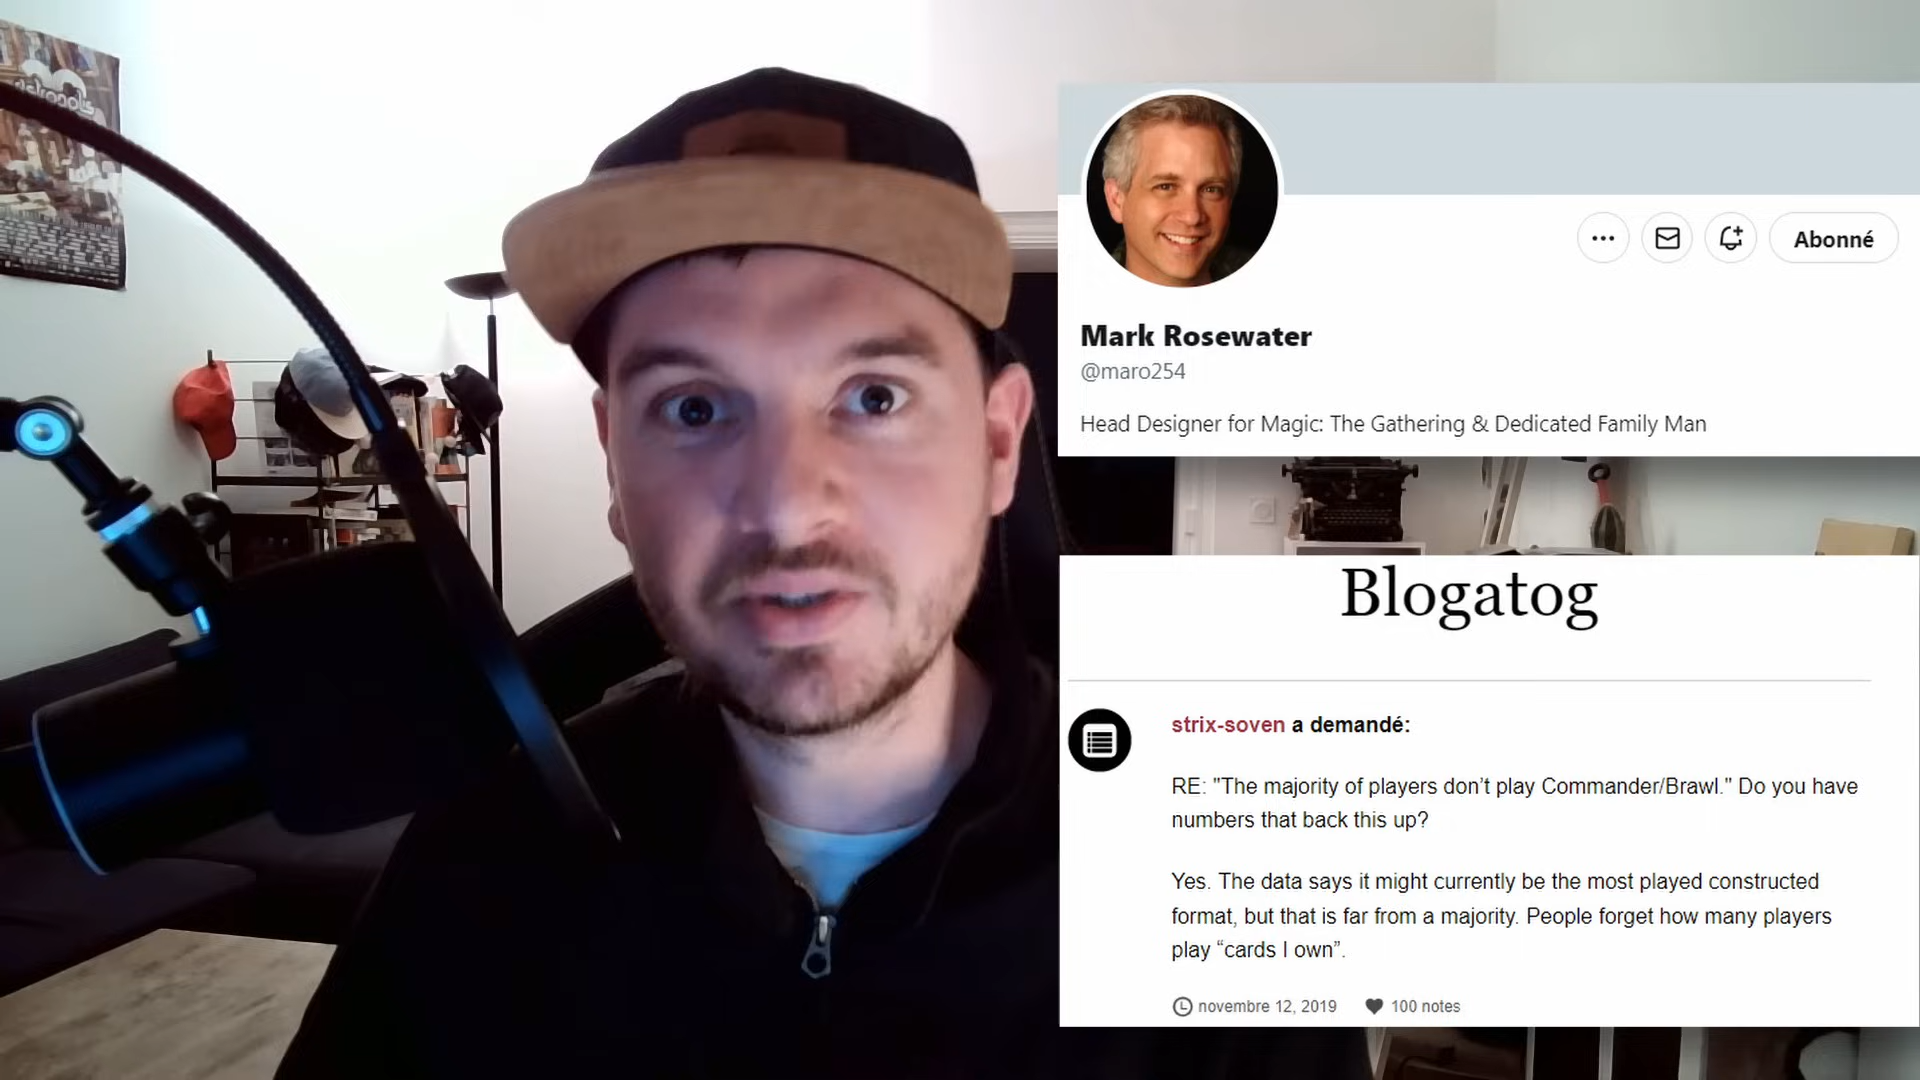 Mark Rosewater
@maro254
Head Designer for Magic: The Gathering & Dedicated Family Man
Abonné
Blogatog
strix-soven a demandé:
RE: "The majority of players don’t play Commander/Brawl." Do you have
numbers that back this up?
Yes. The data says it might currently be the most played constructed
format, but that is far from a majority. People forget how many players
play “cards I own”.
novembre 12, 2019
100 notes